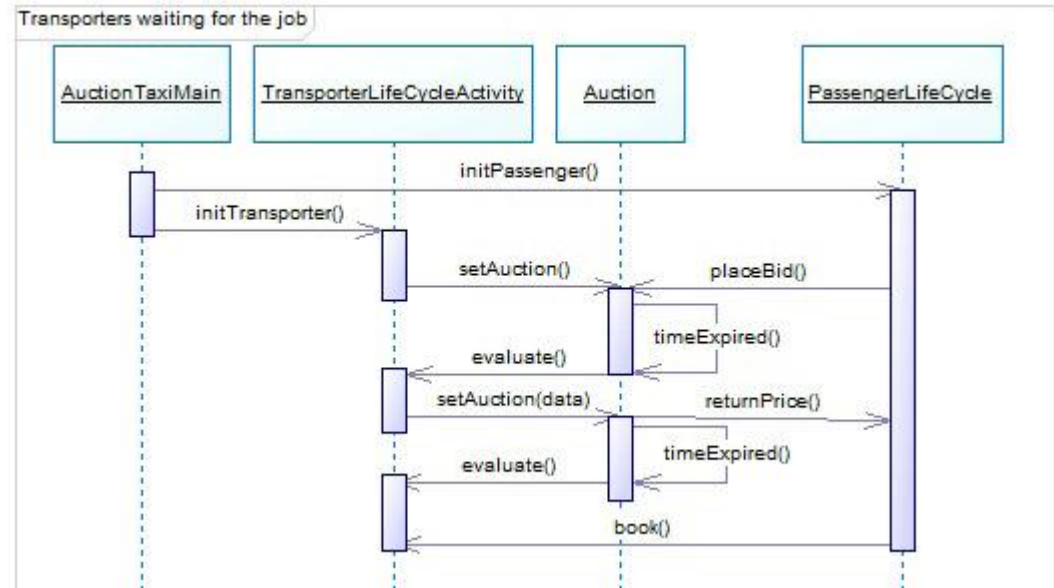 Transporters waiting for the job
AuctionTaxiMain
TransporterLifeCycleActivity
Auction
PassengerLifeCycle
initPassenger()
initTransporter()
setAuction()
placeBid()
timeExpired()
evaluate()
setAuction(data)
returnPrice()
timeExpired()
evaluate()
book()